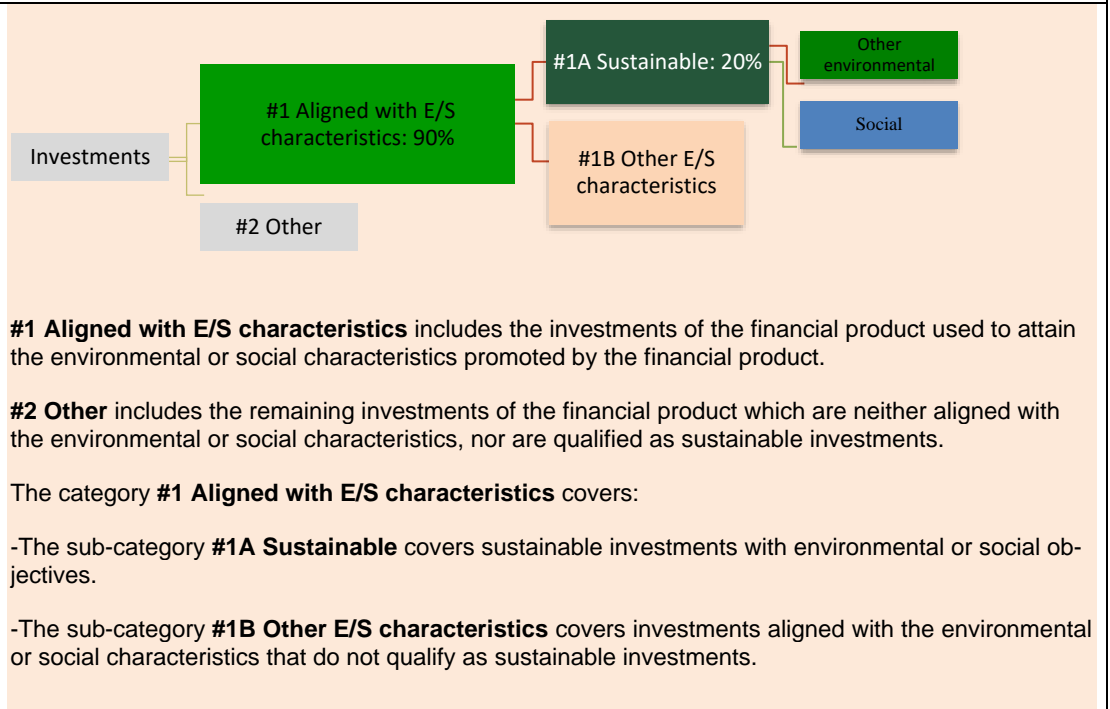 #1A Sustainable: 20%
Other
environmental
#1 Aligned with E/S
characteristics: 90%
Social
Investments
#1B Other E/S
characteristics
#2 Other
#1 Aligned with E/S characteristics includes the investments of the financial product used to attain
the environmental or social characteristics promoted by the financial product.
#2 Other includes the remaining investments of the financial product which are neither aligned with
the environmental or social characteristics, nor are qualified as sustainable investments.
The category #1 Aligned with E/S characteristics covers:
-The sub-category #1A Sustainable covers sustainable investments with environmental or social ob-
jectives.
-The sub-category #1B Other E/S characteristics covers investments aligned with the environmental
or social characteristics that do not qualify as sustainable investments.